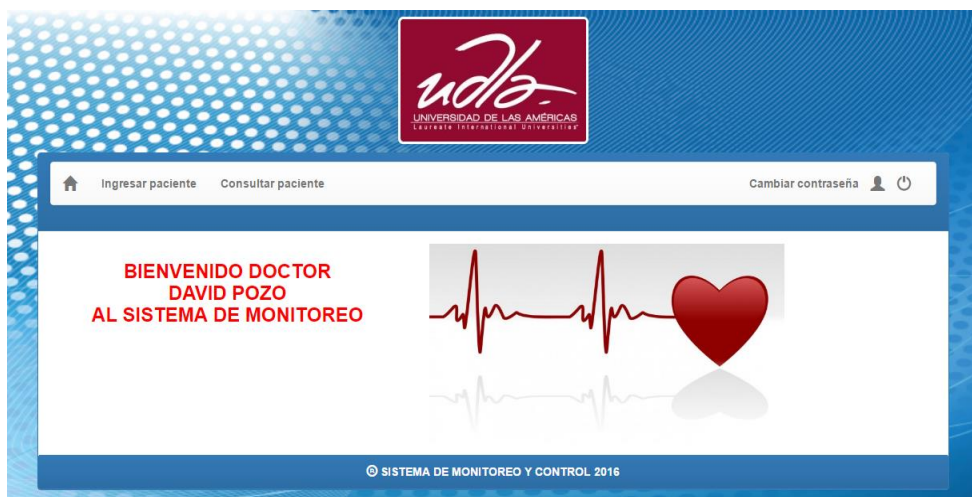 udla-
UNIVERSIDAD DE LAS AMÉRICAS
Laureate International Universities®
Ingresar paciente Consultar paciente Cambiar contraseña
BIENVENIDO DOCTOR
DAVID POZO
AL SISTEMA DE MONITOREO
® SISTEMA DE MONITOREO Y CONTROL 2016